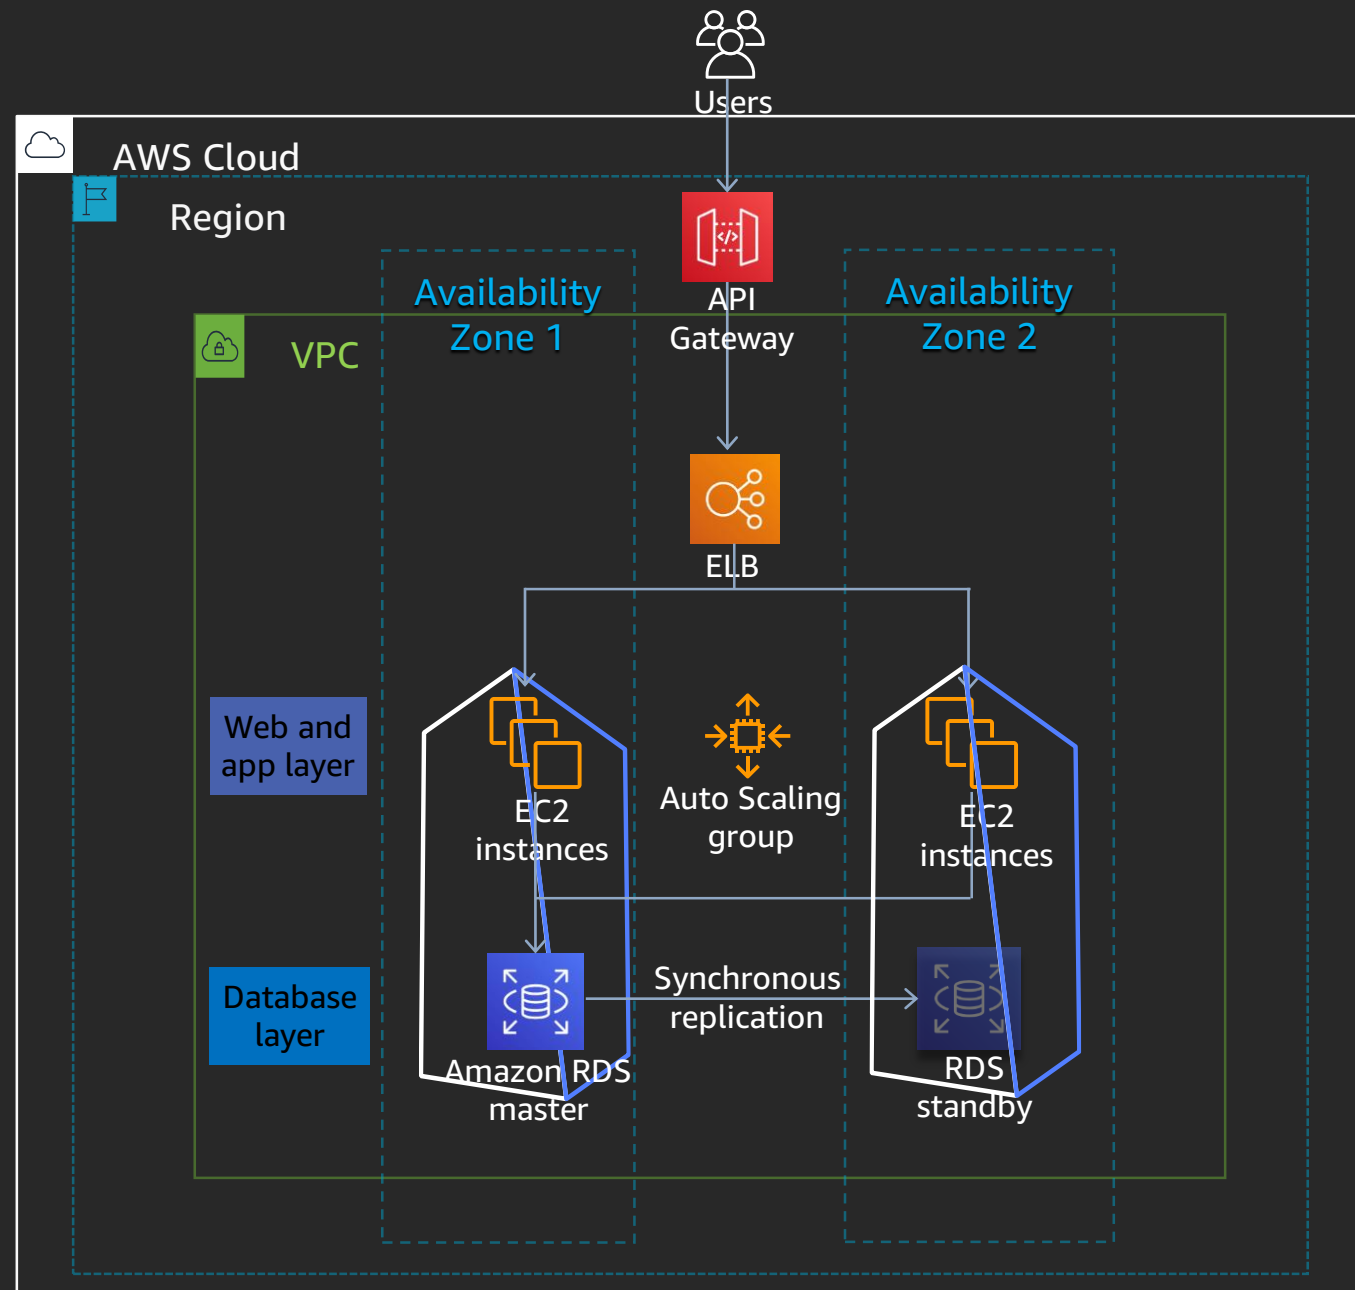 Users
AWS Cloud
Region
Availability
Zone 1
API
Gateway
Availability
Zone 2
VPC
ELB
Web and
app layer
EC2
instances
Auto Scaling
group
EC2
instances
Database
layer
Amazon RDS
master
Synchronous
replication
RDS
standby